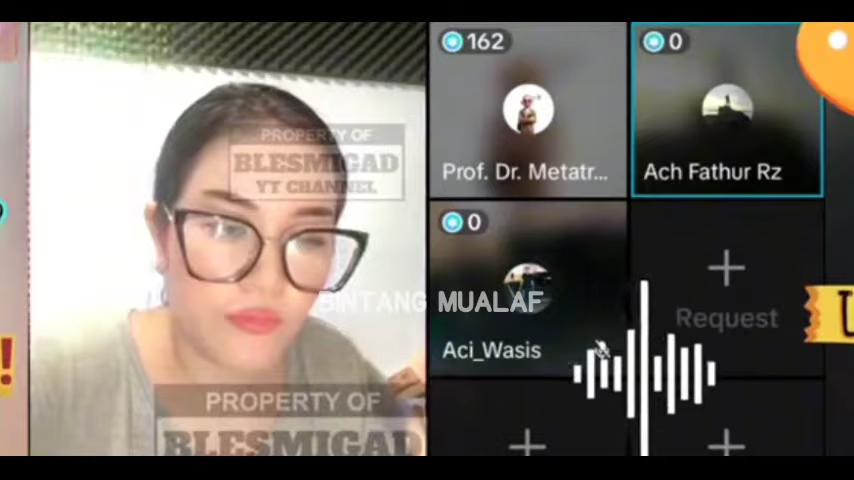 PROPERTY OF
BLESMIGAD
YT CHANNEL
BINTANG MUALAF
PROPERTY OF
BLESMIGAD
162
Prof. Dr. Metatr...
0
Ach Fathur Rz
0
Aci_Wasis
Request
!